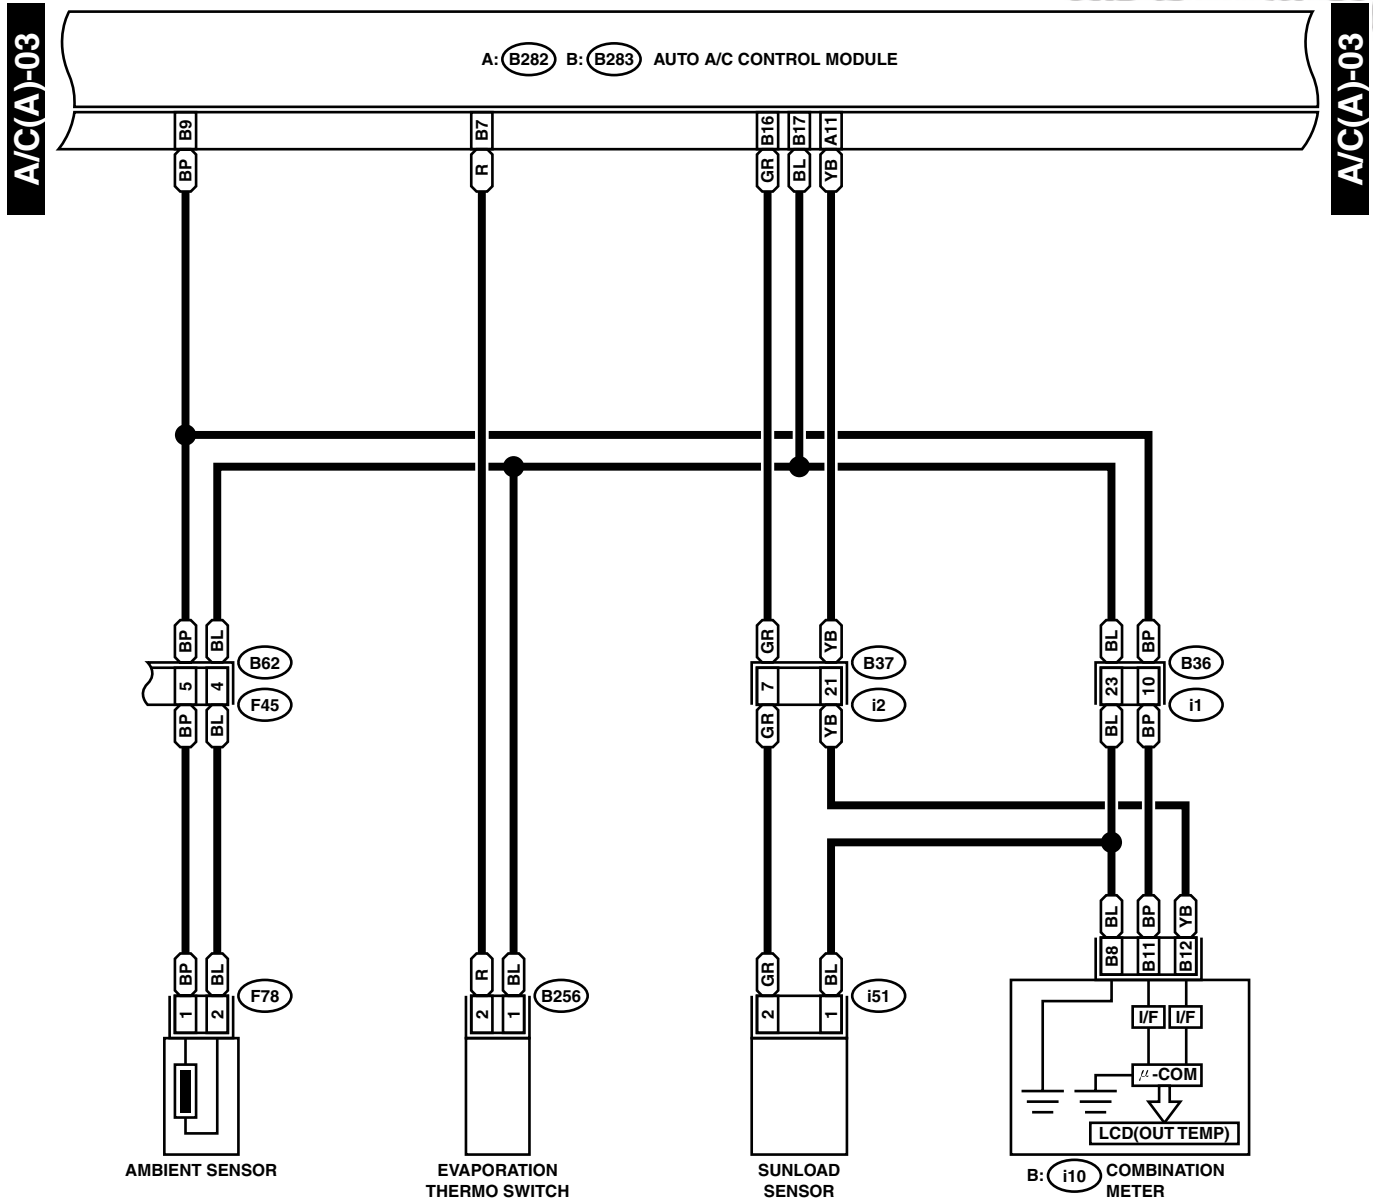 A/C(A)-03
A/C(A)-03
A: B282 B: B283 AUTO A/C CONTROL MODULE
B9 B7 B16 B17 A11
BP R GR BL YB
BP BL GR YB BL BP
B62 B37 B36
5 4 7 21 23 10
F45 i2 i1
BP BL GR YB BL BP
BL BP YB
B8 B11 B12
BP BL R BL GR BL
F78 B256 i51
1 2 2 1 2 1
I/F I/F
μ-COM
LCD(OUT TEMP)
AMBIENT SENSOR
EVAPORATION
THERMO SWITCH
SUNLOAD
SENSOR
B: i10 COMBINATION
METER